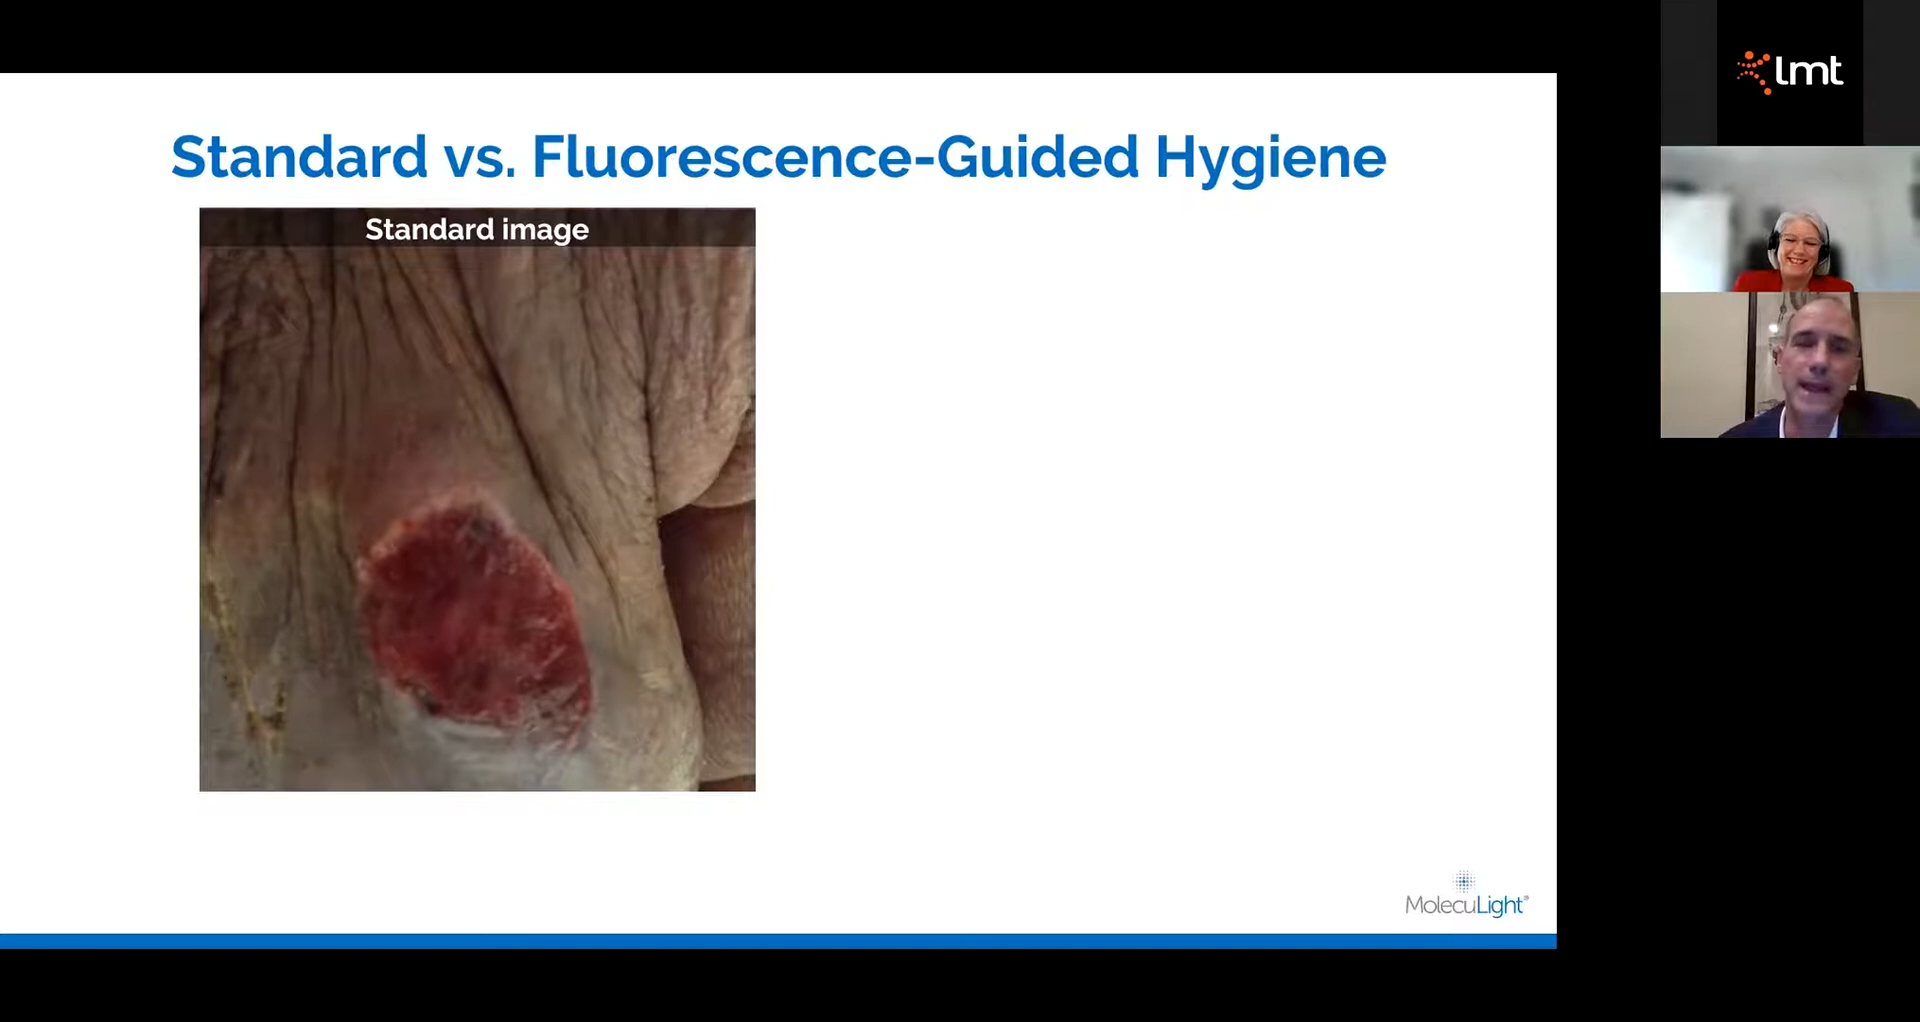 Standard vs. Fluorescence-Guided Hygiene
Standard image
MolecuLight®
lmt